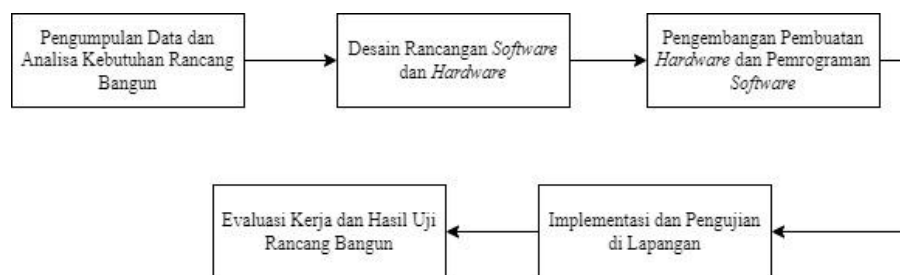 Pengumpulan Data dan
Analisa Kebutuhan Rancang
Bangun
Desain Rancangan Software
dan Hardware
Pengembangan Pembuatan
Hardware dan Pemrograman
Software
Implementasi dan Pengujian
di Lapangan
Evaluasi Kerja dan Hasil Uji
Rancang Bangun